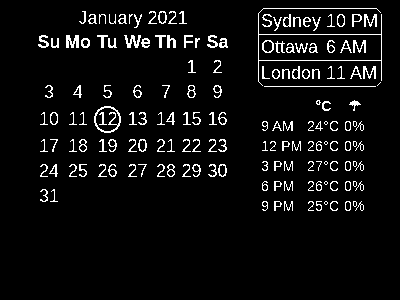 January 2021
Su Mo Tu We Th Fr Sa
1 2
3 4 5 6 7 8 9
10 11 12 13 14 15 16
17 18 19 20 21 22 23
24 25 26 27 28 29 30
31
Sydney 10 PM
Ottawa 6 AM
London 11 AM
°C
9 AM 24°C 0%
12 PM 26°C 0%
3 PM 27°C 0%
6 PM 26°C 0%
9 PM 25°C 0%